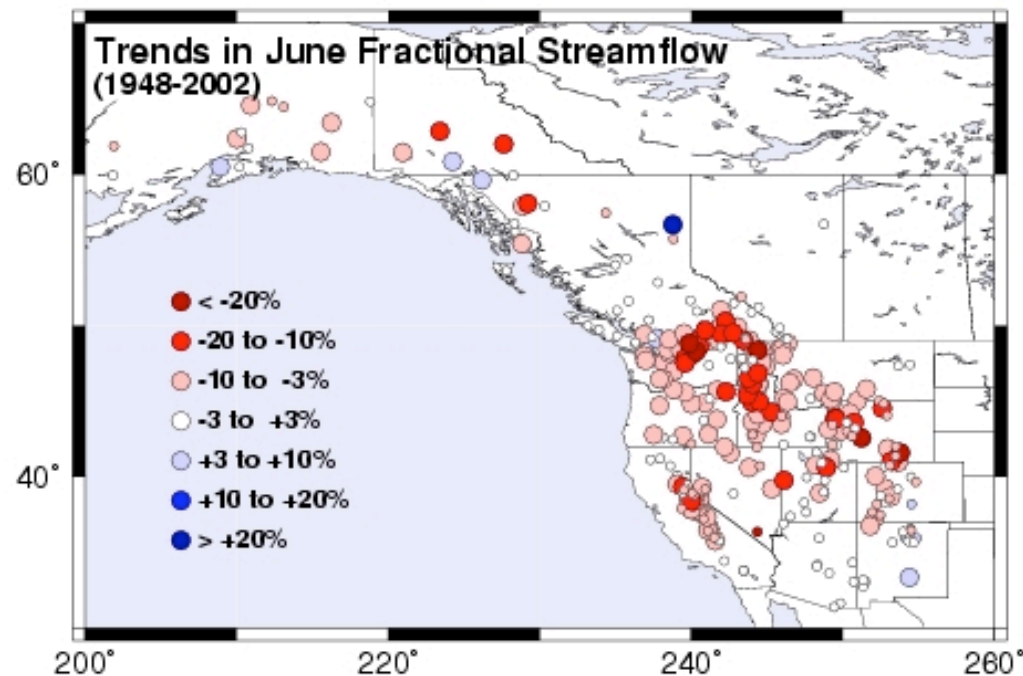 Trends in June Fractional Streamflow
(1948-2002)
60°
40°
< -20%
-20 to -10%
-10 to -3%
-3 to +3%
+3 to +10%
+10 to +20%
> +20%
200°
220°
240°
260°